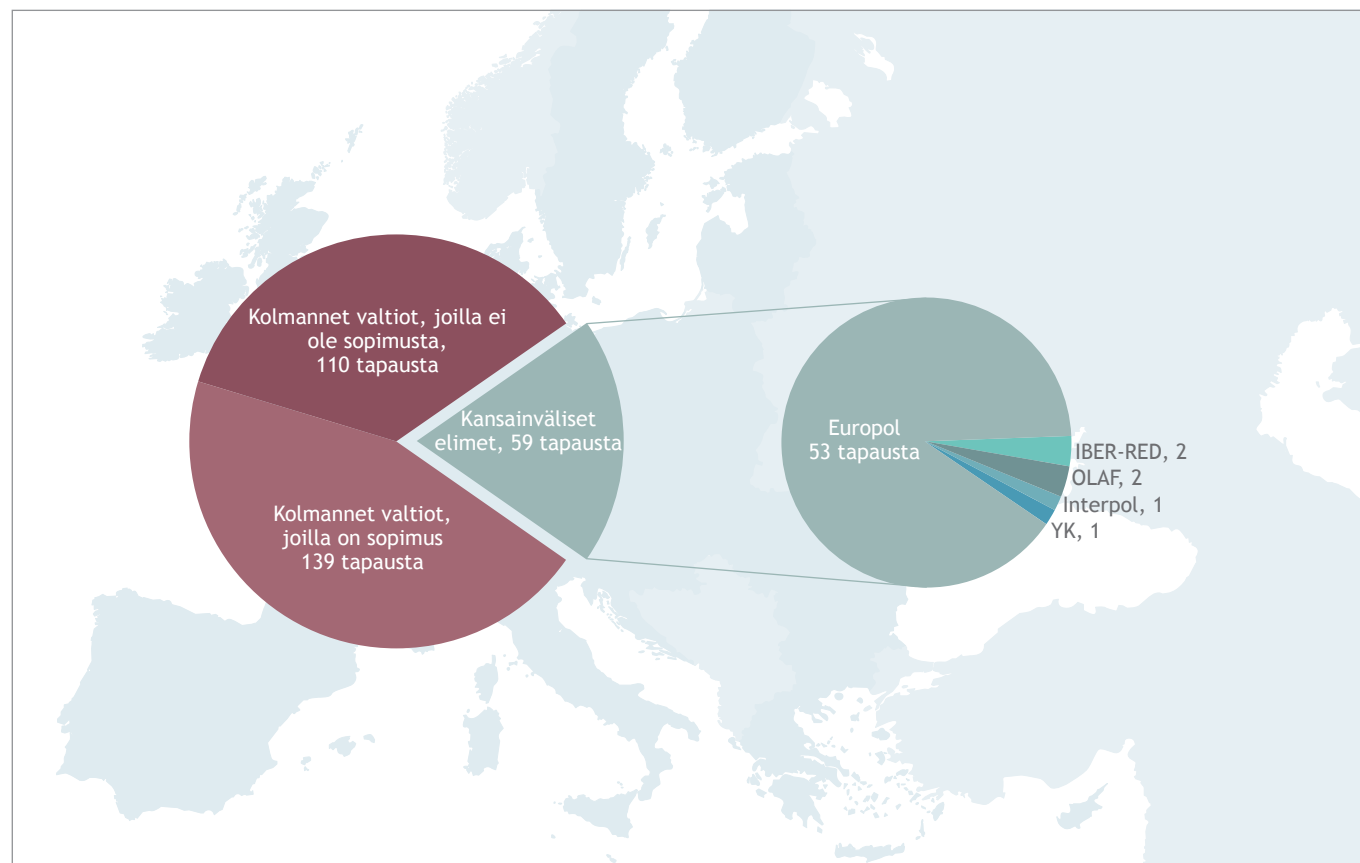 Kolmannet valtiot, joilla ei
ole sopimusta,
110 tapausta
Kansainväliset
elimet, 59 tapausta
Kolmannet valtiot,
joilla on sopimus
139 tapausta
Europol
53 tapausta
IBER-RED, 2
OLAF, 2
Interpol, 1
YK, 1